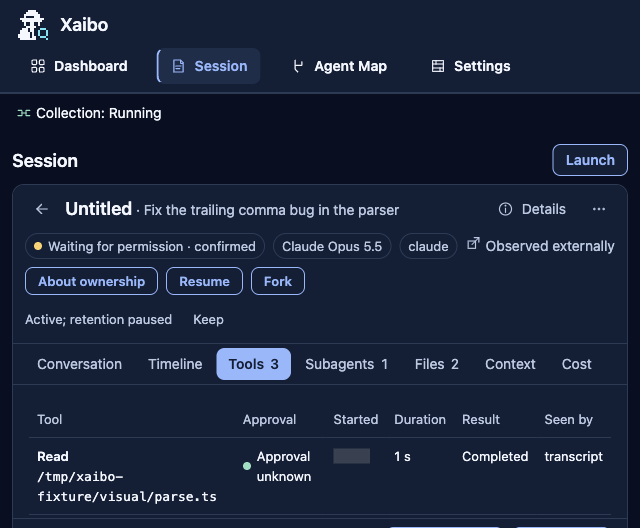 Xaibo
Dashboard Session Agent Map Settings
Collection: Running
Session Launch
Untitled · Fix the trailing comma bug in the parser Details ...
Waiting for permission · confirmed Claude Opus 5.5 claude Observed externally
About ownership Resume Fork
Active; retention paused Keep
Conversation Timeline Tools 3 Subagents 1 Files 2 Context Cost
Tool Approval Started Duration Result Seen by
Read Approval unknown 1 s Completed transcript
/tmp/xaibo-
fixture/visual/parse.ts